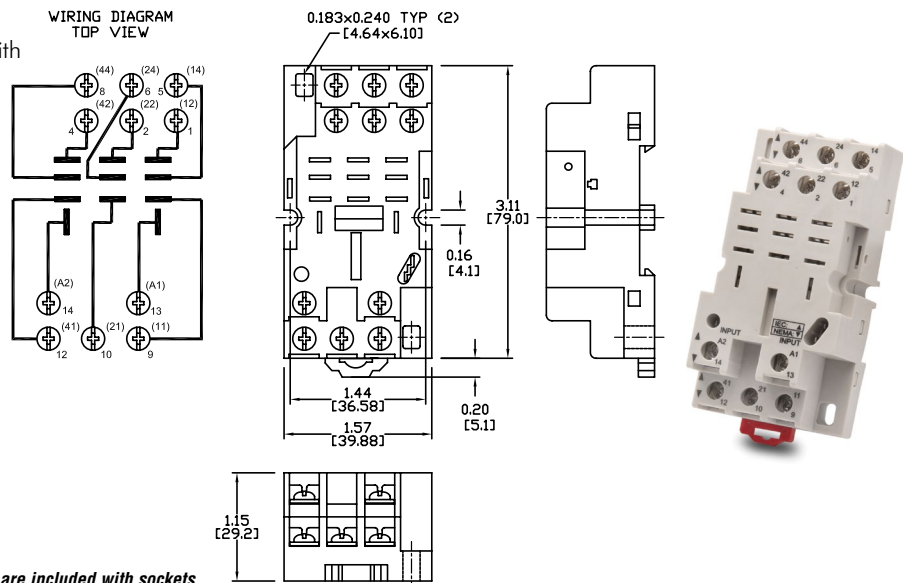 WIRING DIAGRAM
TOP VIEW
ith
(44) (24) (14)
8 6 5
(42) (22) (12)
4 2 1
(A2) (A1)
14 13
(41) (21) (11)
12 10 9
0.183x0.240 TYP (2)
[4.64x6.10]
3.11
[79.0]
0.16
[4.1]
1.44
[36.58]
1.57
[39.88]
0.20
[5.1]
1.15
[29.2]
44 24 14
8 6 5
42 22 12
4 2 1
IEC:
NEMA:
INPUT INPUT
A2 A1
14 13
41 21 11
12 10 9
are included with sockets